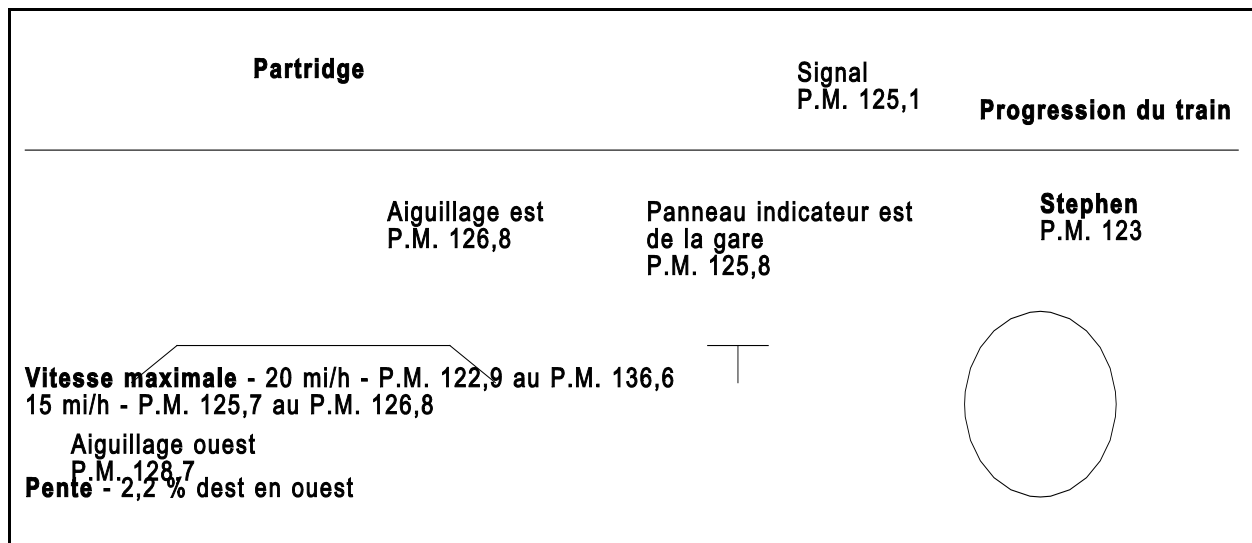 Partridge
Signal
P.M. 125,1
Progression du train
Aiguillage est
P.M. 126,8
Panneau indicateur est
de la gare
P.M. 125,8
Stephen
P.M. 123
Vitesse maximale - 20 mi/h - P.M. 122,9 au P.M. 136,6
15 mi/h - P.M. 125,7 au P.M. 126,8
Aiguillage ouest
P.M. 128,7
Pente - 2,2 % dest en ouest